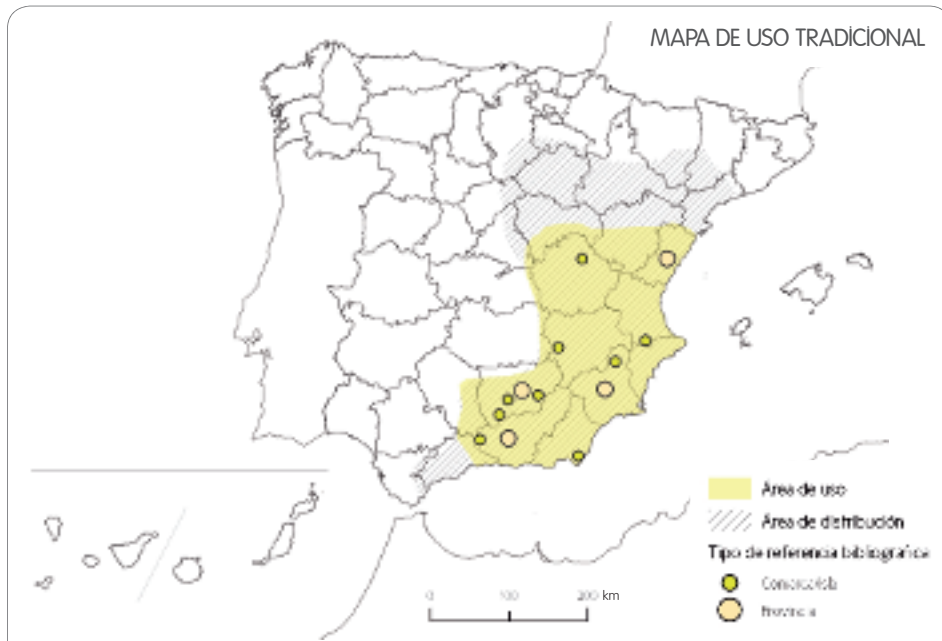 MAPA DE USO TRADICIONAL
Área de uso
Área de distribución
Tipo de referencia bibliográfica
Provincia
0 100 200 km